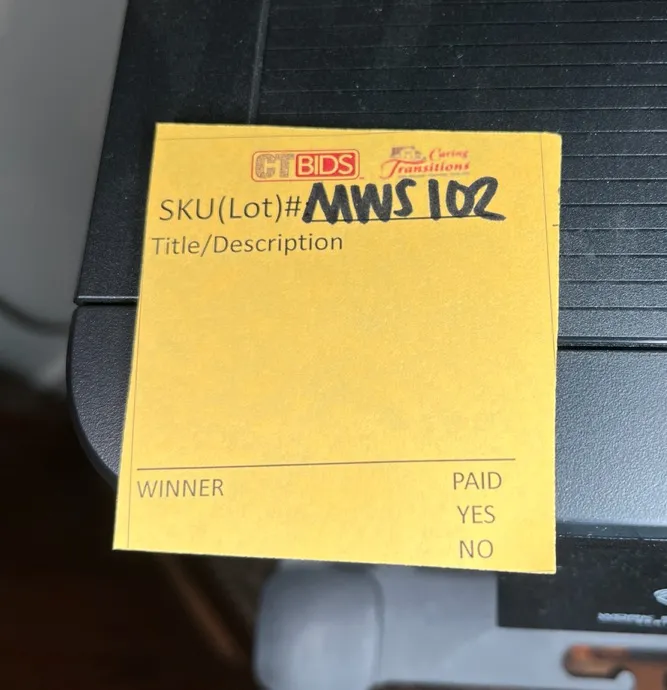 CTBIDS Caring
Transitions
SKU(Lot)# MWS 102
Title/Description
WINNER PAID
YES
NO